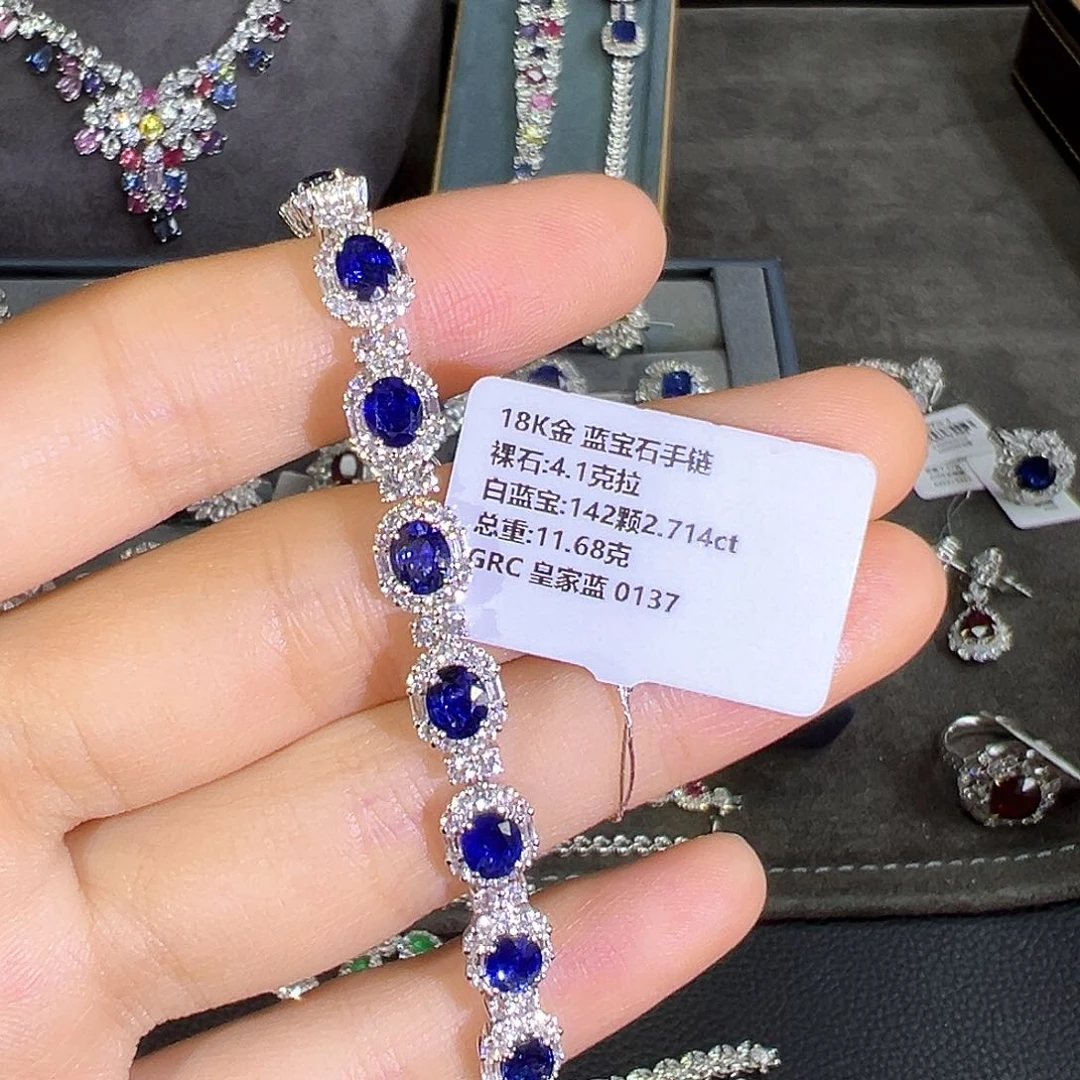 18K金 蓝宝石手链
裸石:4.1克拉
白蓝宝:142颗2.714ct
总重:11.68克
GRC 皇家蓝 0137